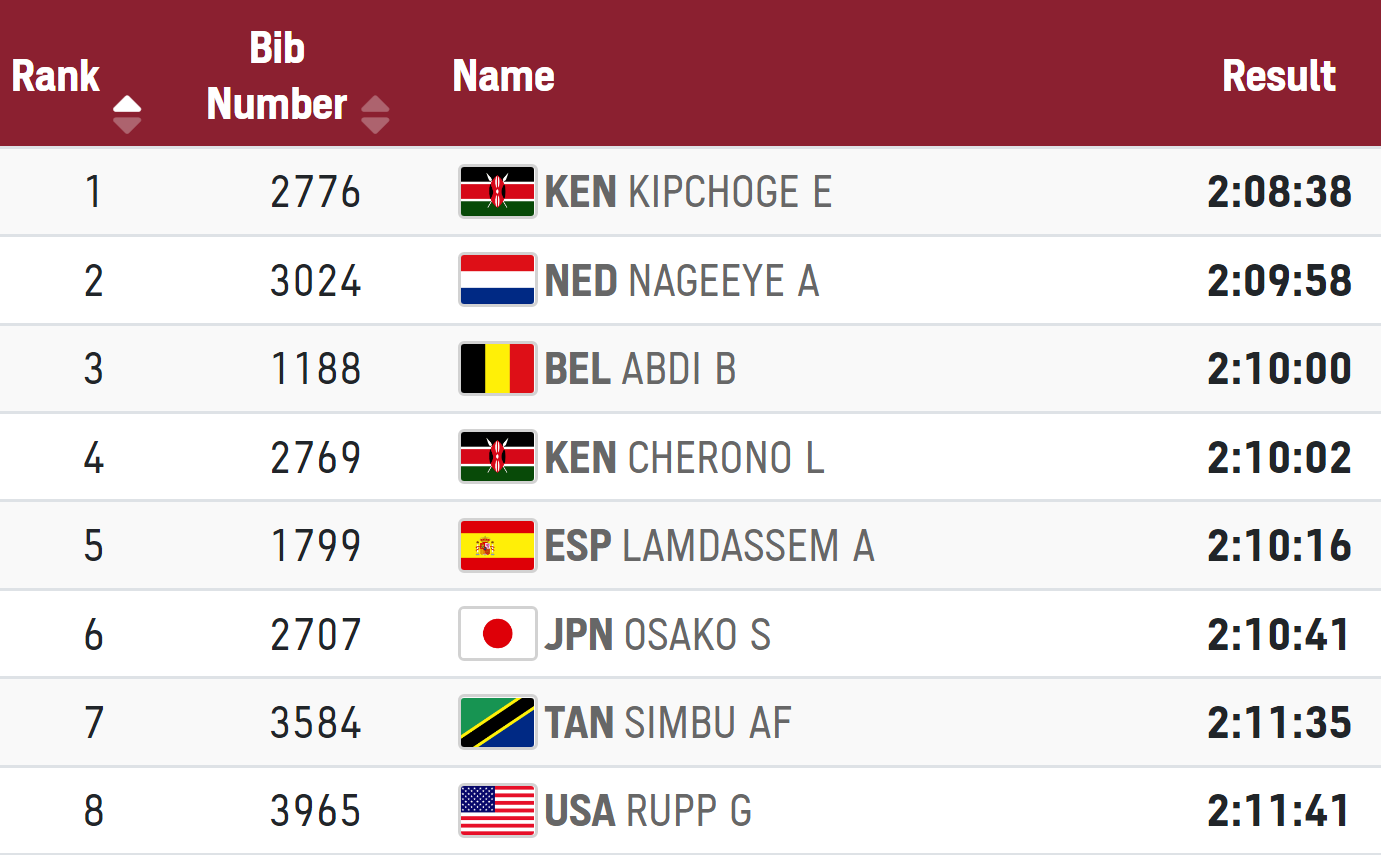 Rank Bib Number Name Result
1 2776 KEN KIPCHOGE E 2:08:38
2 3024 NED NAGEEYE A 2:09:58
3 1188 BEL ABDI B 2:10:00
4 2769 KEN CHERONO L 2:10:02
5 1799 ESP LAMDASSEM A 2:10:16
6 2707 JPN OSAKO S 2:10:41
7 3584 TAN SIMBU AF 2:11:35
8 3965 USA RUPP G 2:11:41